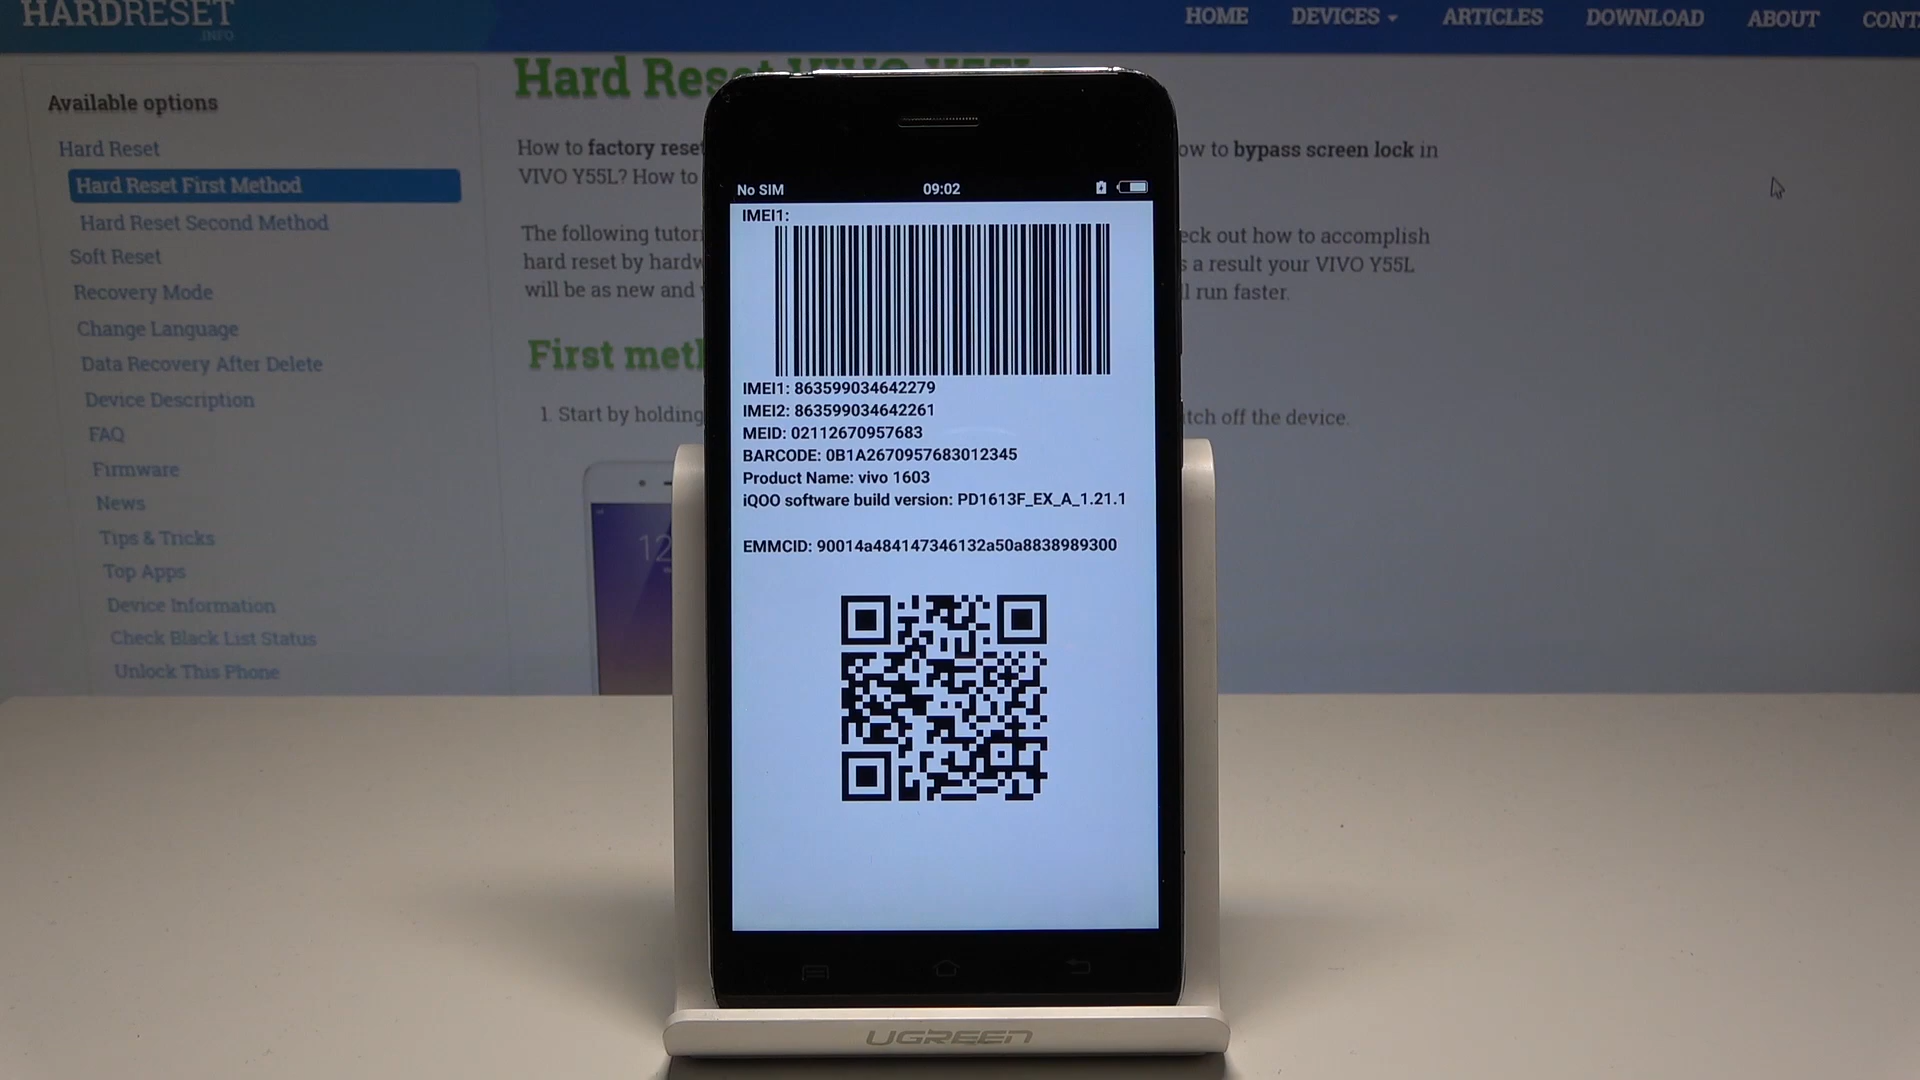 HARDRESET
.INFO
HOME
DEVICES
ARTICLES
DOWNLOAD
ABOUT
Available options
Hard Reset
Hard Reset First Method
Hard Reset Second Method
Soft Reset
Recovery Mode
Change Language
Data Recovery After Delete
Device Description
FAQ
Firmware
News
Tips & Tricks
Top Apps
Device Information
Check Black List Status
Unlock This Phone
Hard
How to factory reset
ow to bypass screen lock in
VIVO Y55L? How to
The following tutori
eck out how to accomplish
hard reset by hardw
s a result your VIVO Y55L
will be as new and
l run faster.
First meth
1. Start by holding
tch off the device.
12
No SIM
09:02
IMEI1:
IMEI1: 863599034642279
IMEI2: 863599034642261
MEID: 02112670957683
BARCODE: 0B1A2670957683012345
Product Name: vivo 1603
iQOO software build version: PD1613F_EX_A_1.21.1
EMMCID: 90014a484147346132a50a8838989300
UGREEN